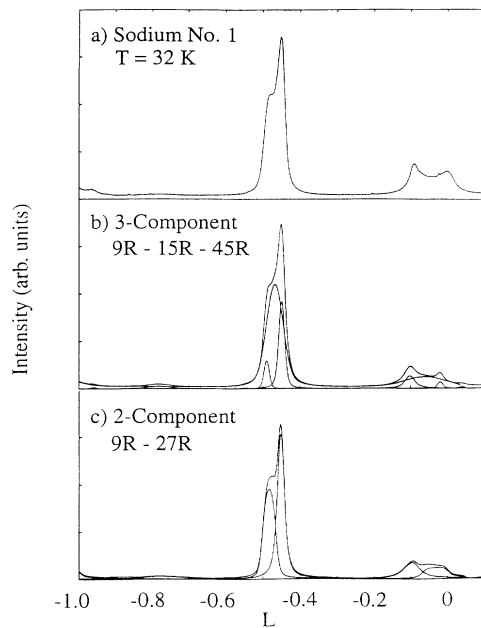 a) Sodium No. 1
T = 32 K
b) 3-Component
9R - 15R - 45R
Intensity (arb. units)
c) 2-Component
9R - 27R
-1.0 -0.8 -0.6 -0.4 -0.2 0
L